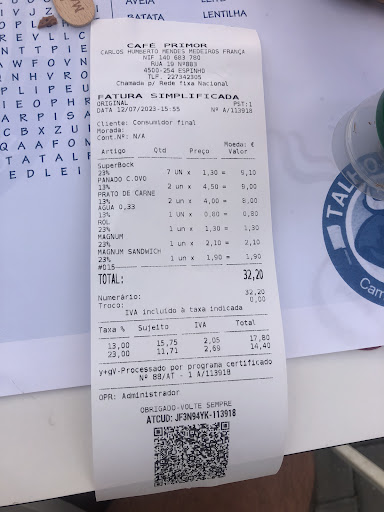 AVEIA
BATATA
LENTILHA
CAFÉ PRIMOR
CARLOS HUMBERTO MENDES MEDEIROS FRANÇA
NIF 140 683 780
RUA 19 Nº883
4500-254 ESPINHO
TLF. 227342305
Chamada p/ Rede fixa Nacional
FATURA SIMPLIFICADA
ORIGINAL PST:1
DATA 12/07/2023-15:55 Nº A/113918
Cliente: Consumidor final
Morada:
Cont.Nº: N/A
Moeda: €
Artigo Qtd Preço Valor
SuperBock
23% 7 UN x 1,30 = 9,10
PANADO C.OVO
13% 2 un x 4,50 = 9,00
PRATO DE CARNE
13% 2 un x 4,00 = 8,00
AGUA 0,33
13% 1 UN x 0,80 = 0,80
ROL
23% 1 un x 1,30 = 1,30
MAGNUM
23% 1 un x 2,10 = 2,10
MAGNUM SANDWICH
23% 1 un x 1,90 = 1,90
#015
TOTAL: 32,20
Numerário: 32,20
Troco: 0,00
IVA incluído à taxa indicada
Taxa % Sujeito IVA Total
13,00 15,75 2,05 17,80
23,00 11,71 2,69 14,40
y+gV-Processado por programa certificado
Nº 88/AT - 1 A/113918
OPR: Administrador
OBRIGADO-VOLTE SEMPRE
ATCUD: JF3N94YK-113918
TALHO